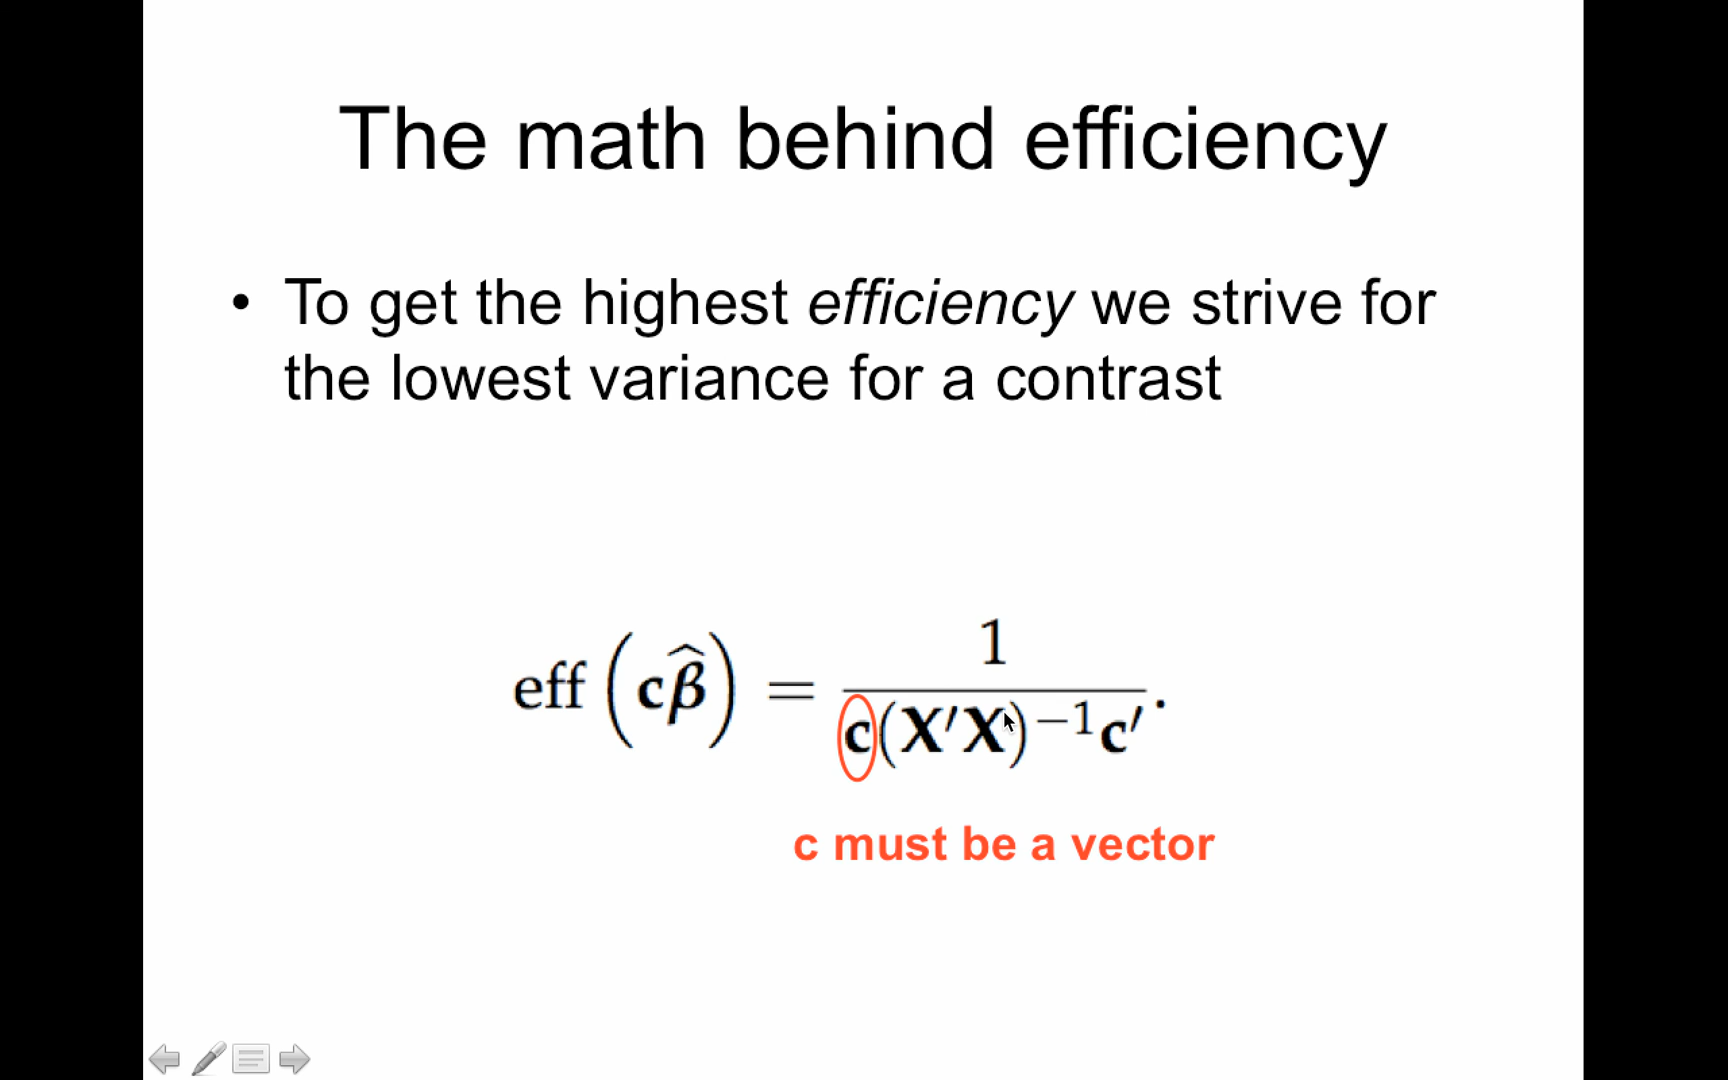 The math behind efficiency
• To get the highest efficiency we strive for
the lowest variance for a contrast
eff (cβ̂) = 1 / c(X′X)⁻¹c′ .
c must be a vector